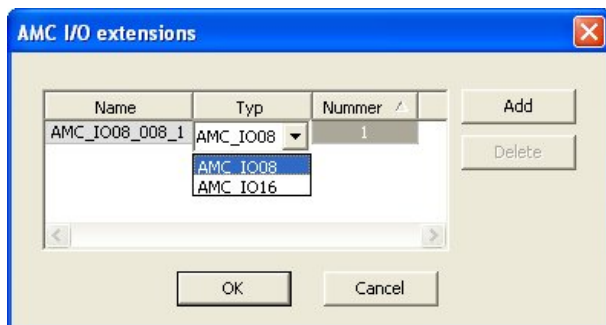 AMC I/O extensions
Name Typ Nummer
AMC_IO08_008_1 AMC_IO08 1
AMC_IO08
AMC_IO16
Add
Delete
OK Cancel